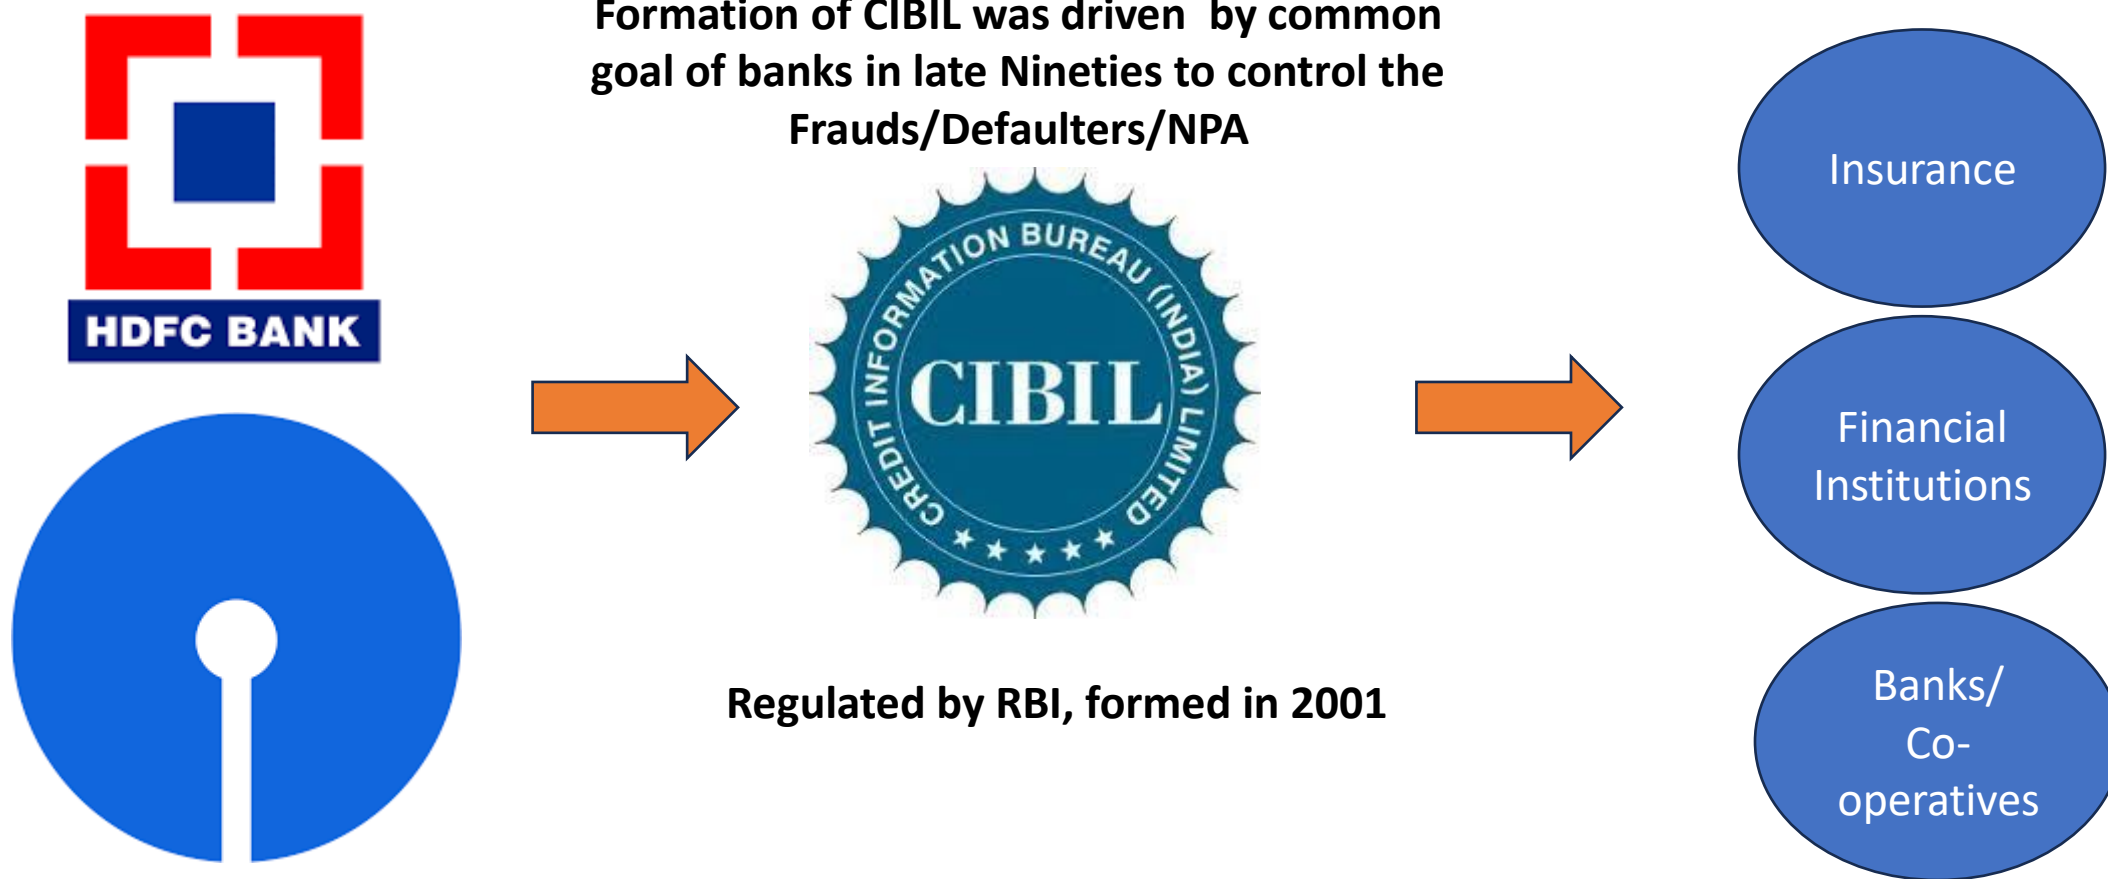 Formation of CIBIL was driven  by common
goal of banks in late Nineties to control the
Frauds/Defaulters/NPA
HDFC BANK
CREDIT INFORMATION BUREAU (INDIA) LIMITED
CIBIL
Regulated by RBI, formed in 2001
Insurance
Financial
Institutions
Banks/
Co-
operatives